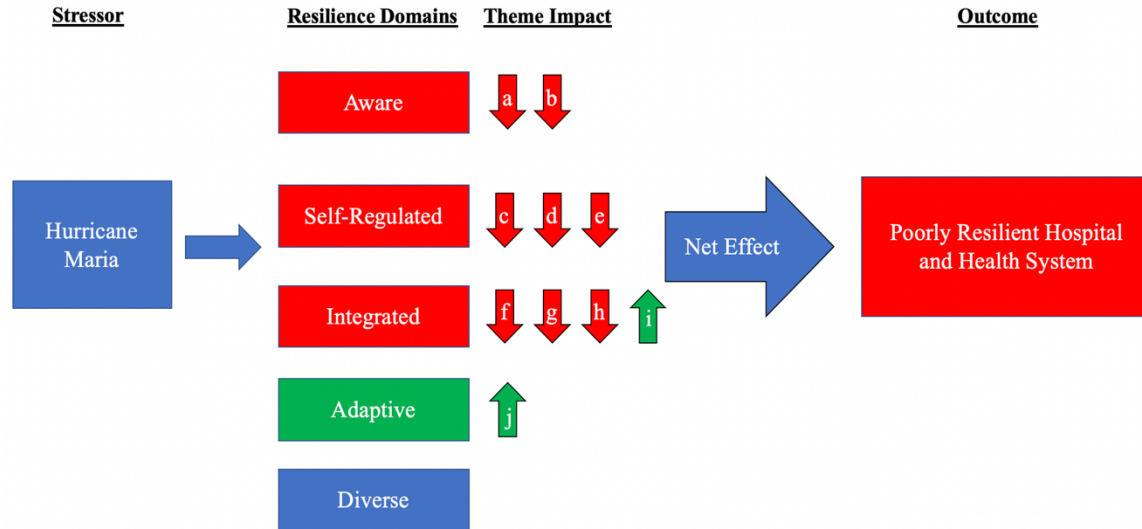 Stressor
Resilience Domains
Theme Impact
Outcome
Aware
a
b
Hurricane
Maria
Self-Regulated
c
d
e
Integrated
f
g
h
i
Adaptive
j
Diverse
Net Effect
Poorly Resilient Hospital
and Health System